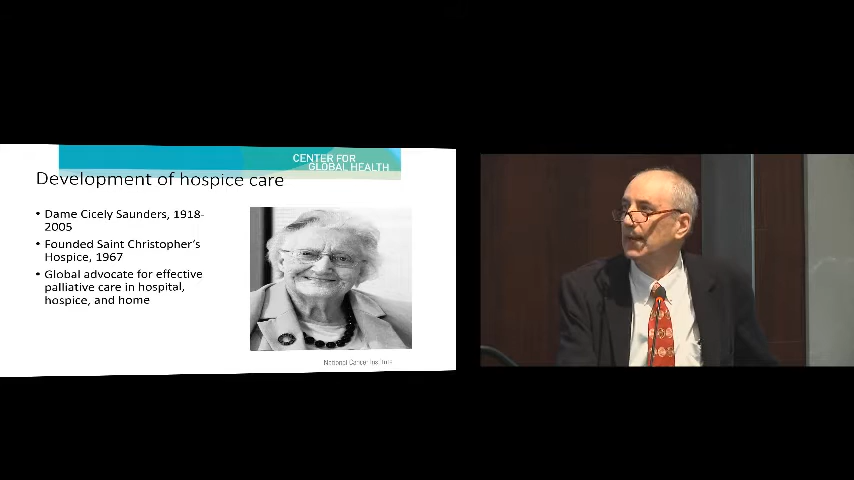 CENTER FOR
GLOBAL HEALTH
Development of hospice care
• Dame Cicely Saunders, 1918-
2005
• Founded Saint Christopher's
Hospice, 1967
• Global advocate for effective
palliative care in hospital,
hospice, and home
National Cancer Institute